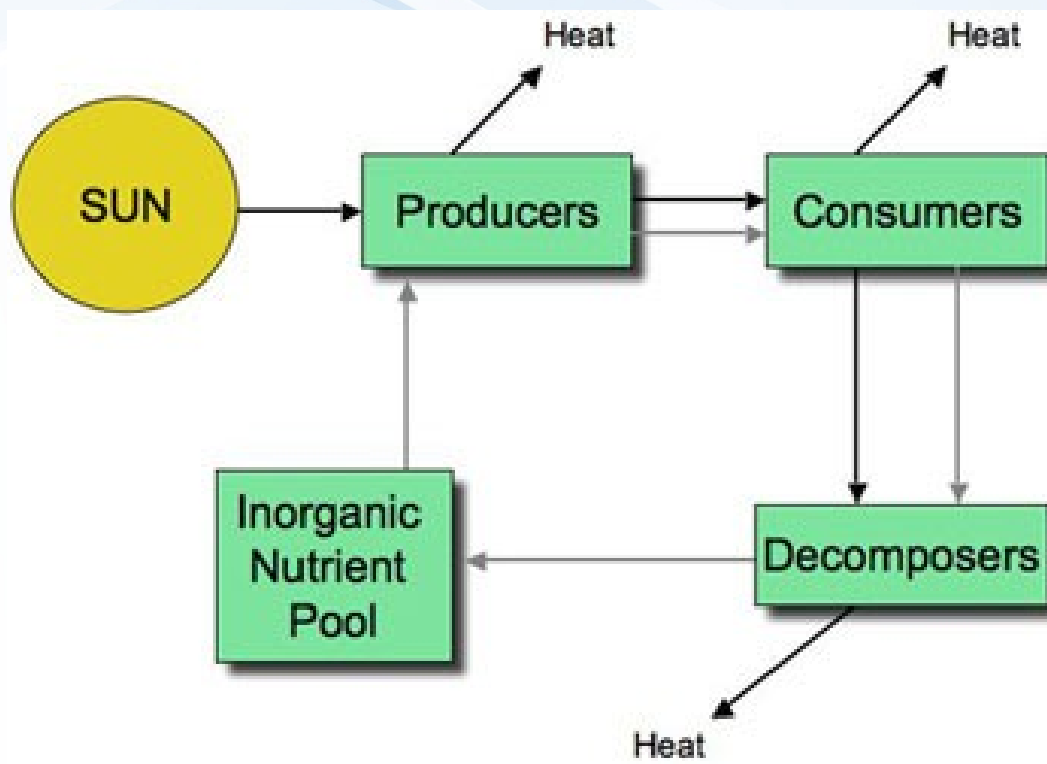 Heat
Heat
SUN
Producers
Consumers
Inorganic
Nutrient
Pool
Decomposers
Heat